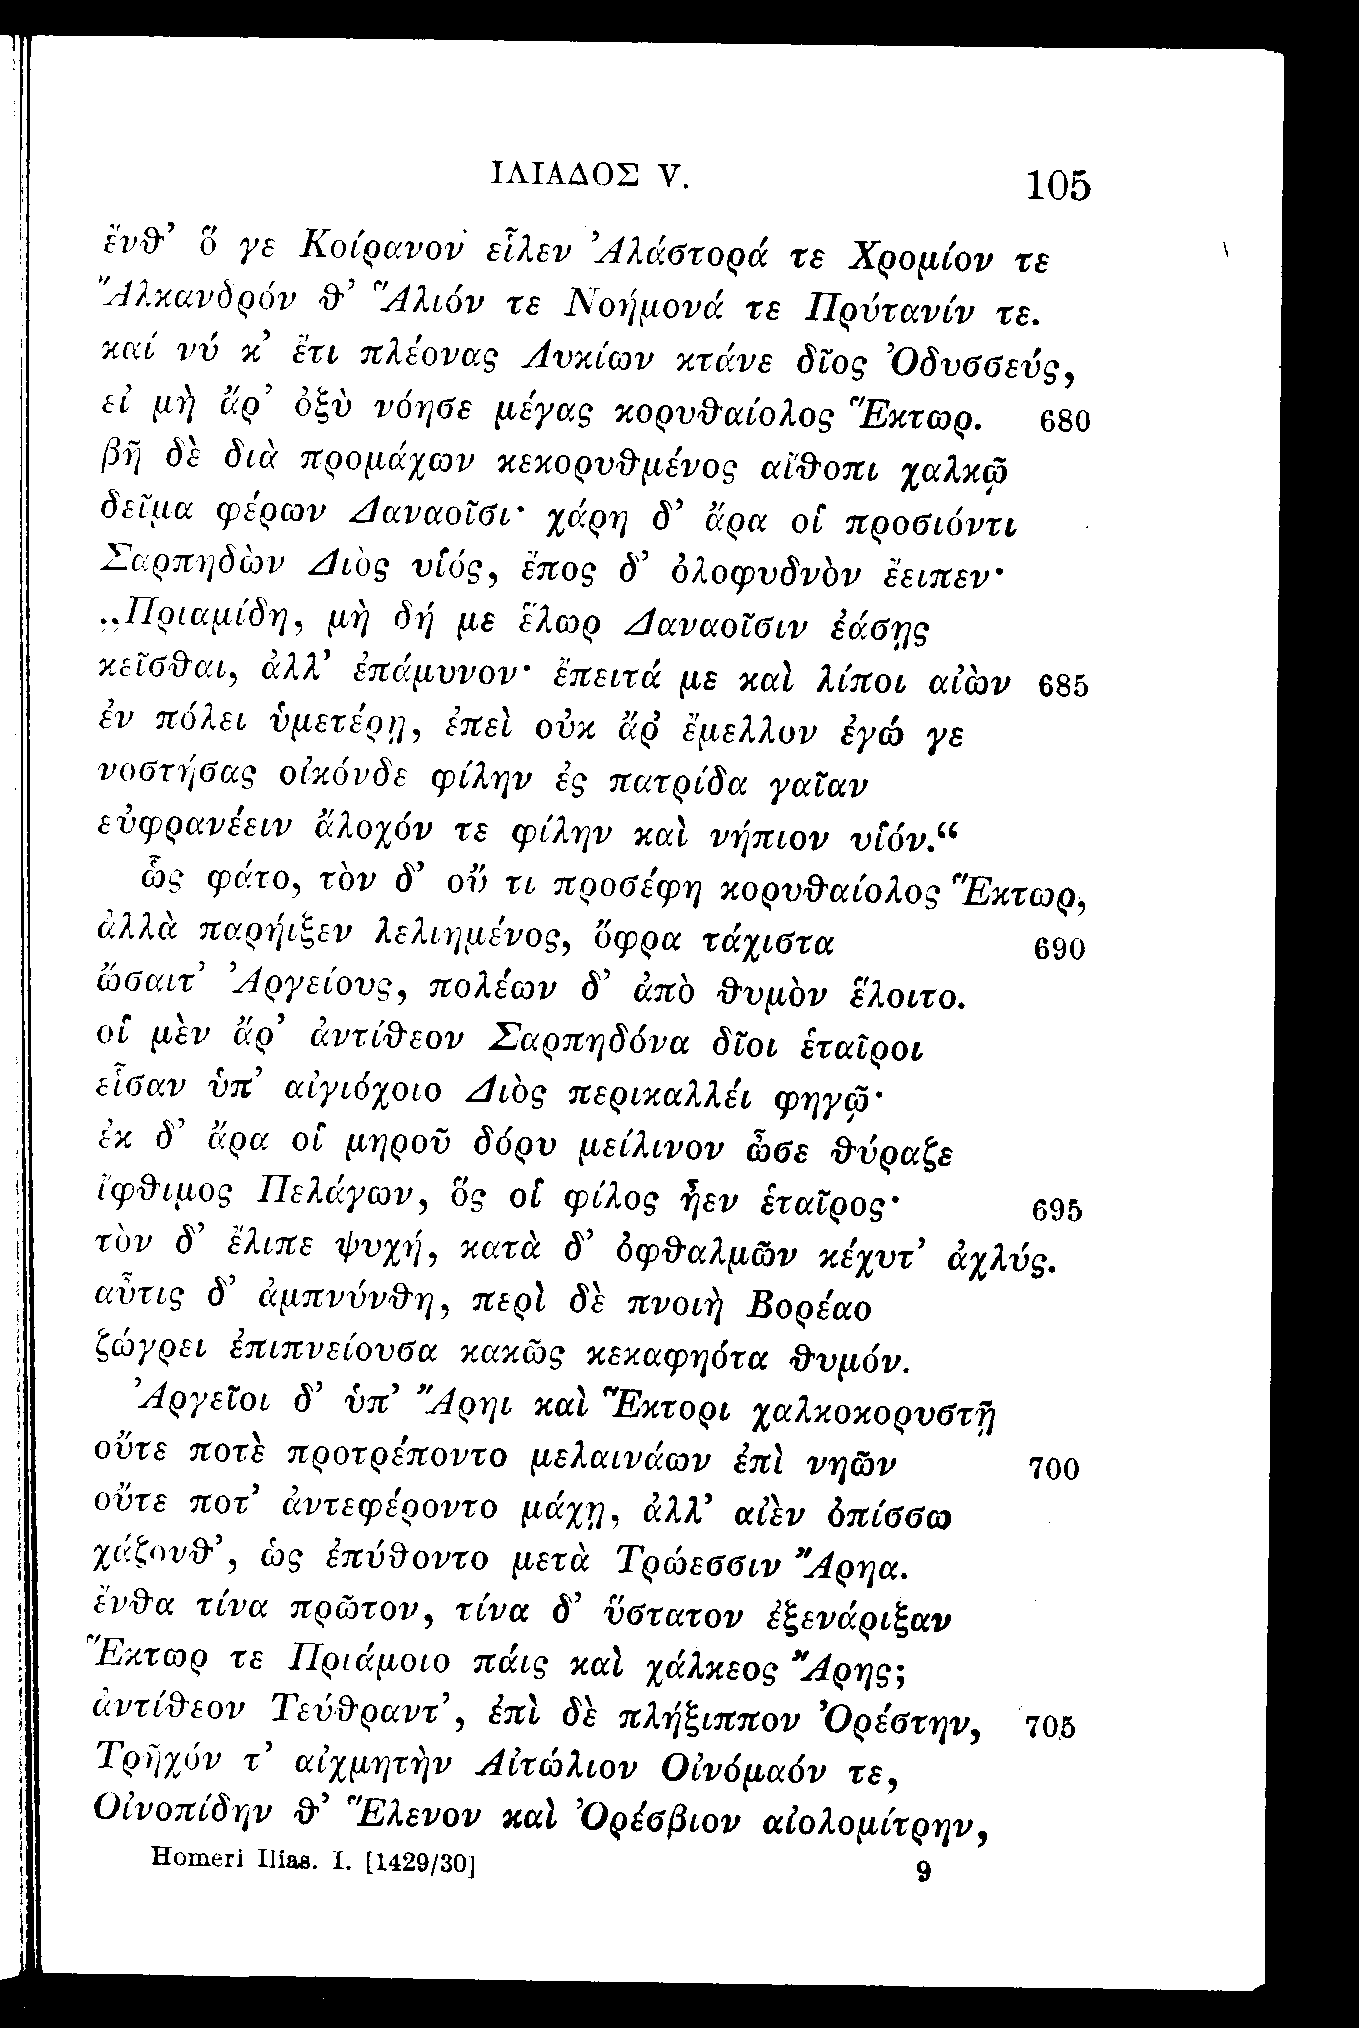 ΙΛΙΑΔΟΣ V. 105
ἔνϑ’ ὅ γε Κοίρανον εἷλεν Ἀλάστορά τε Χρομίον τε
Ἄλκανδρόν ϑ’ Ἅλιόν τε Νοήμονά τε Πρύτανίν τε.
καί νύ κ’ ἔτι πλέονας Λυκίων κτάνε δῖος Ὀδυσσεύς,
εἰ μὴ ἄρ’ ὀξὺ νόησε μέγας κορυϑαίολος Ἕκτωρ. 680
βῆ δὲ διὰ προμάχων κεκορυϑμένος αἴϑοπι χαλκῷ
δεῖμα φέρων Δαναοῖσι· χάρη δ’ ἄρα οἱ προσιόντι
Σαρπηδὼν Διὸς υἱός, ἔπος δ’ ὀλοφυδνὸν ἔειπεν·
„Πριαμίδη, μὴ δή με ἕλωρ Δαναοῖσιν ἐάσῃς
κεῖσϑαι, ἀλλ’ ἐπάμυνον· ἔπειτά με καὶ λίποι αἰὼν 685
ἐν πόλει ὑμετέρῃ, ἐπεὶ οὐκ ἄρ’ ἔμελλον ἐγώ γε
νοστήσας οἰκόνδε φίλην ἐς πατρίδα γαῖαν
εὐφρανέειν ἄλοχόν τε φίλην καὶ νήπιον υἱόν.“
ὣς φάτο, τὸν δ’ οὔ τι προσέφη κορυϑαίολος Ἕκτωρ,
ἀλλὰ παρήιξεν λελιημένος, ὄφρα τάχιστα 690
ὤσαιτ’ Ἀργείους, πολέων δ’ ἀπὸ ϑυμὸν ἕλοιτο.
οἱ μὲν ἄρ’ ἀντίϑεον Σαρπηδόνα δῖοι ἑταῖροι
εἷσαν ὑπ’ αἰγιόχοιο Διὸς περικαλλέι φηγῷ·
ἐκ δ’ ἄρα οἱ μηροῦ δόρυ μείλινον ὦσε ϑύραζε
ἴφϑιμος Πελάγων, ὅς οἱ φίλος ἦεν ἑταῖρος· 695
τὸν δ’ ἔλιπε ψυχή, κατὰ δ’ ὀφϑαλμῶν κέχυτ’ ἀχλύς.
αὖτις δ’ ἀμπνύνϑη, περὶ δὲ πνοιὴ Βορέαο
ζώγρει ἐπιπνείουσα κακῶς κεκαφηότα ϑυμόν.
Ἀργεῖοι δ’ ὑπ’ Ἄρηι καὶ Ἕκτορι χαλκοκορυστῇ
οὔτε ποτὲ προτρέποντο μελαινάων ἐπὶ νηῶν 700
οὔτε ποτ’ ἀντεφέροντο μάχῃ, ἀλλ’ αἰὲν ὀπίσσω
χάζονϑ’, ὡς ἐπύϑοντο μετὰ Τρώεσσιν Ἄρηα.
ἔνϑα τίνα πρῶτον, τίνα δ’ ὕστατον ἐξενάριξαν
Ἕκτωρ τε Πριάμοιο πάις καὶ χάλκεος Ἄρης;
ἀντίϑεον Τεύϑραντ’, ἐπὶ δὲ πλήξιππον Ὀρέστην, 705
Τρῆχόν τ’ αἰχμητὴν Αἰτώλιον Οἰνόμαόν τε,
Οἰνοπίδην ϑ’ Ἕλενον καὶ Ὀρέσβιον αἰολομίτρην,
Homeri Ilias. I. [1429/30] 9